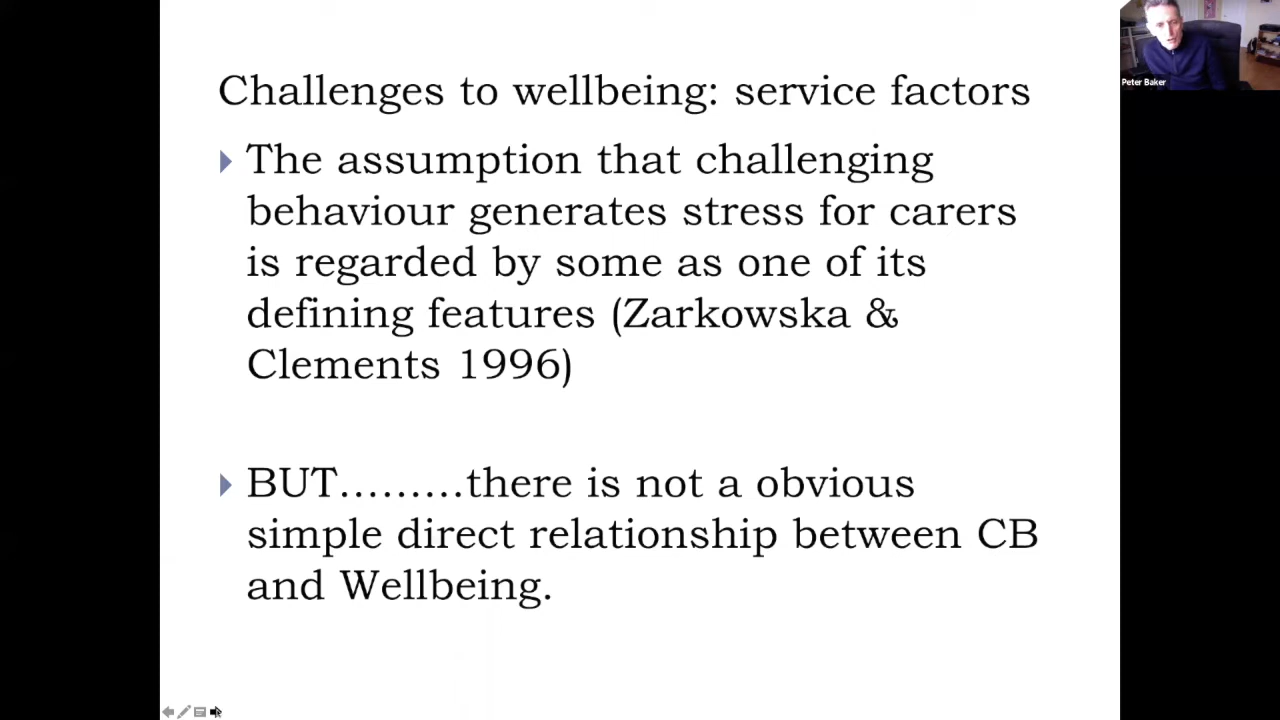 Challenges to wellbeing: service factors
The assumption that challenging
behaviour generates stress for carers
is regarded by some as one of its
defining features (Zarkowska &
Clements 1996)
BUT.........there is not a obvious
simple direct relationship between CB
and Wellbeing.
Peter Baker